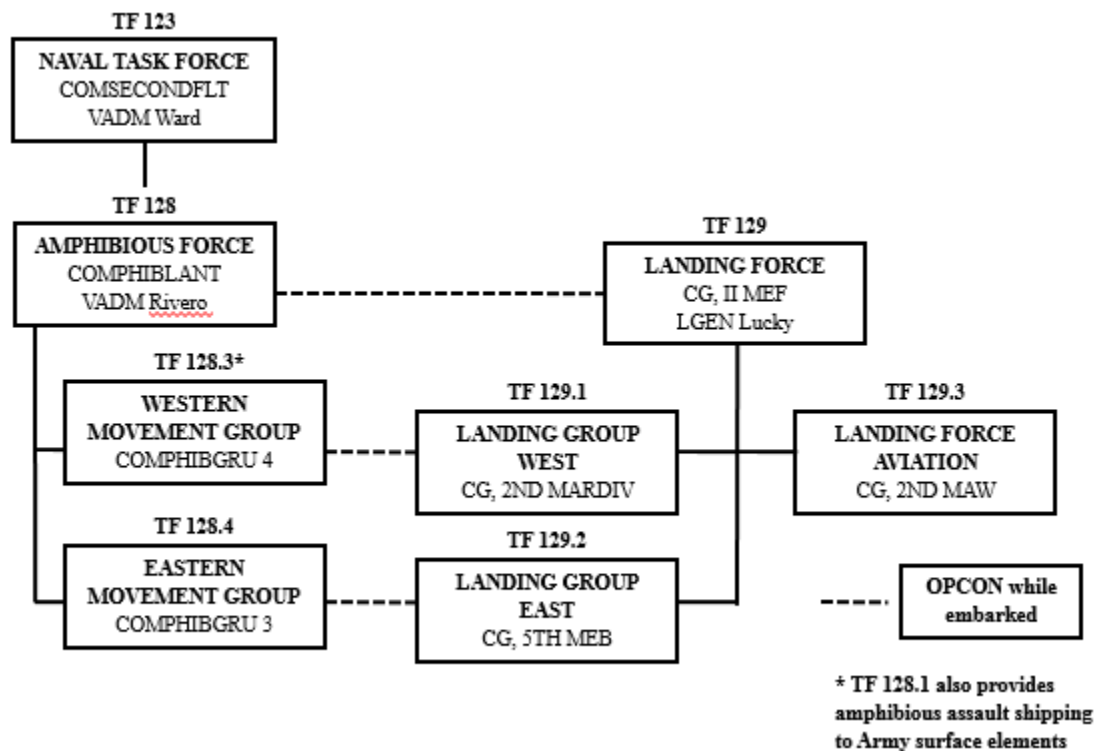 TF 123
NAVAL TASK FORCE
COMSECONDFLT
VADM Ward
TF 128
AMPHIBIOUS FORCE
COMPHIBLANT
VADM Rivero
TF 129
LANDING FORCE
CG, II MEF
LGEN Lucky
TF 128.3*
WESTERN
MOVEMENT GROUP
COMPHIBGRU 4
TF 129.1
LANDING GROUP
WEST
CG, 2ND MARDIV
TF 129.3
LANDING FORCE
AVIATION
CG, 2ND MAW
TF 128.4
EASTERN
MOVEMENT GROUP
COMPHIBGRU 3
TF 129.2
LANDING GROUP
EAST
CG, 5TH MEB
OPCON while
embarked
* TF 128.1 also provides
amphibious assault shipping
to Army surface elements